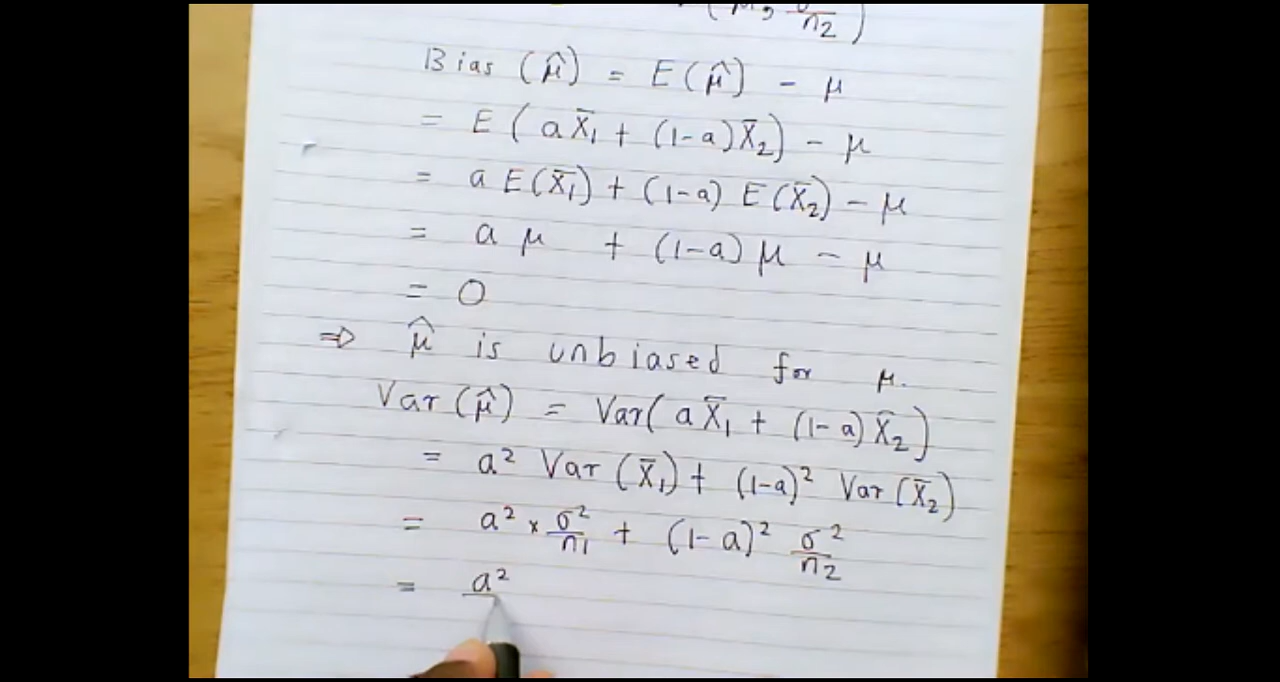 (μ, σ/n₂)
Bias (μ̂) = E(μ̂) - μ
= E(aX̄₁ + (1-a)X̄₂) - μ
= a E(X̄₁) + (1-a) E(X̄₂) - μ
= a μ + (1-a) μ - μ
= 0
⇒ μ̂ is unbiased for μ.
Var(μ̂) = Var(aX̄₁ + (1-a)X̄₂)
= a² Var(X̄₁) + (1-a)² Var(X̄₂)
= a² × σ²/n₁ + (1-a)² σ²/n₂
= a²